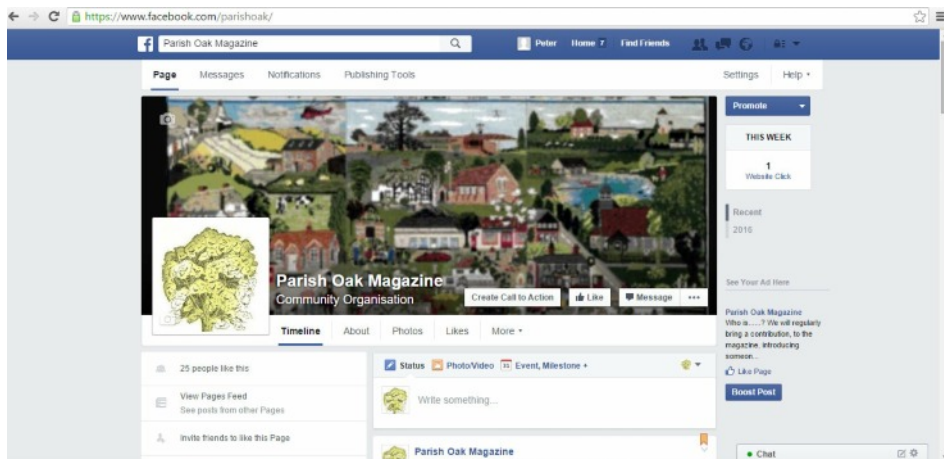 https://www.facebook.com/parishoak/
Parish Oak Magazine
Peter Home 7 Find Friends
Page Messages Notifications Publishing Tools Settings Help
Promote
THIS WEEK
1
Website Click
Recent
2016
Parish Oak Magazine
Community Organisation
Create Call to Action Like Message
Timeline About Photos Likes More
See Your Ad Here
Parish Oak Magazine
Who is.....? We will regularly
bring a contribution, to the
magazine, introducing
someon...
Like Page
Boost Post
25 people like this
View Pages Feed
See posts from other Pages
Invite friends to like this Page
Status Photo/Video 31 Event, Milestone +
Write something...
Parish Oak Magazine
Chat